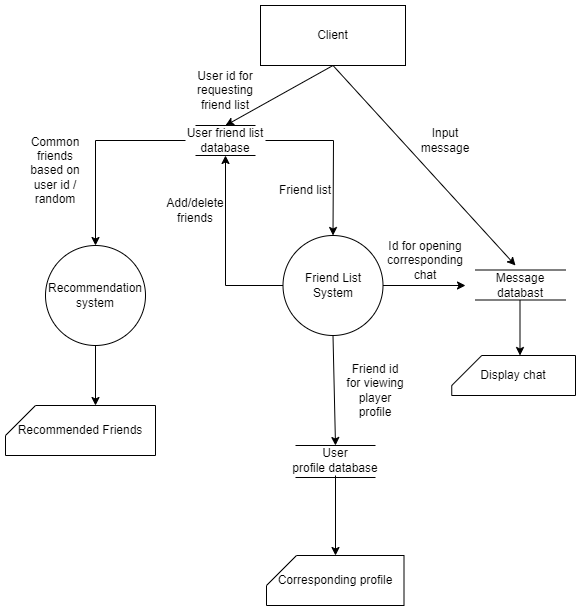 Client
User id for
requesting
friend list
Input
message
User friend list
database
Common
friends
based on
user id /
random
Add/delete
friends
Friend list
Recommendation
system
Friend List
System
Id for opening
corresponding
chat
Message
databast
Display chat
Friend id
for viewing
player
profile
Recommended Friends
User
profile database
Corresponding profile